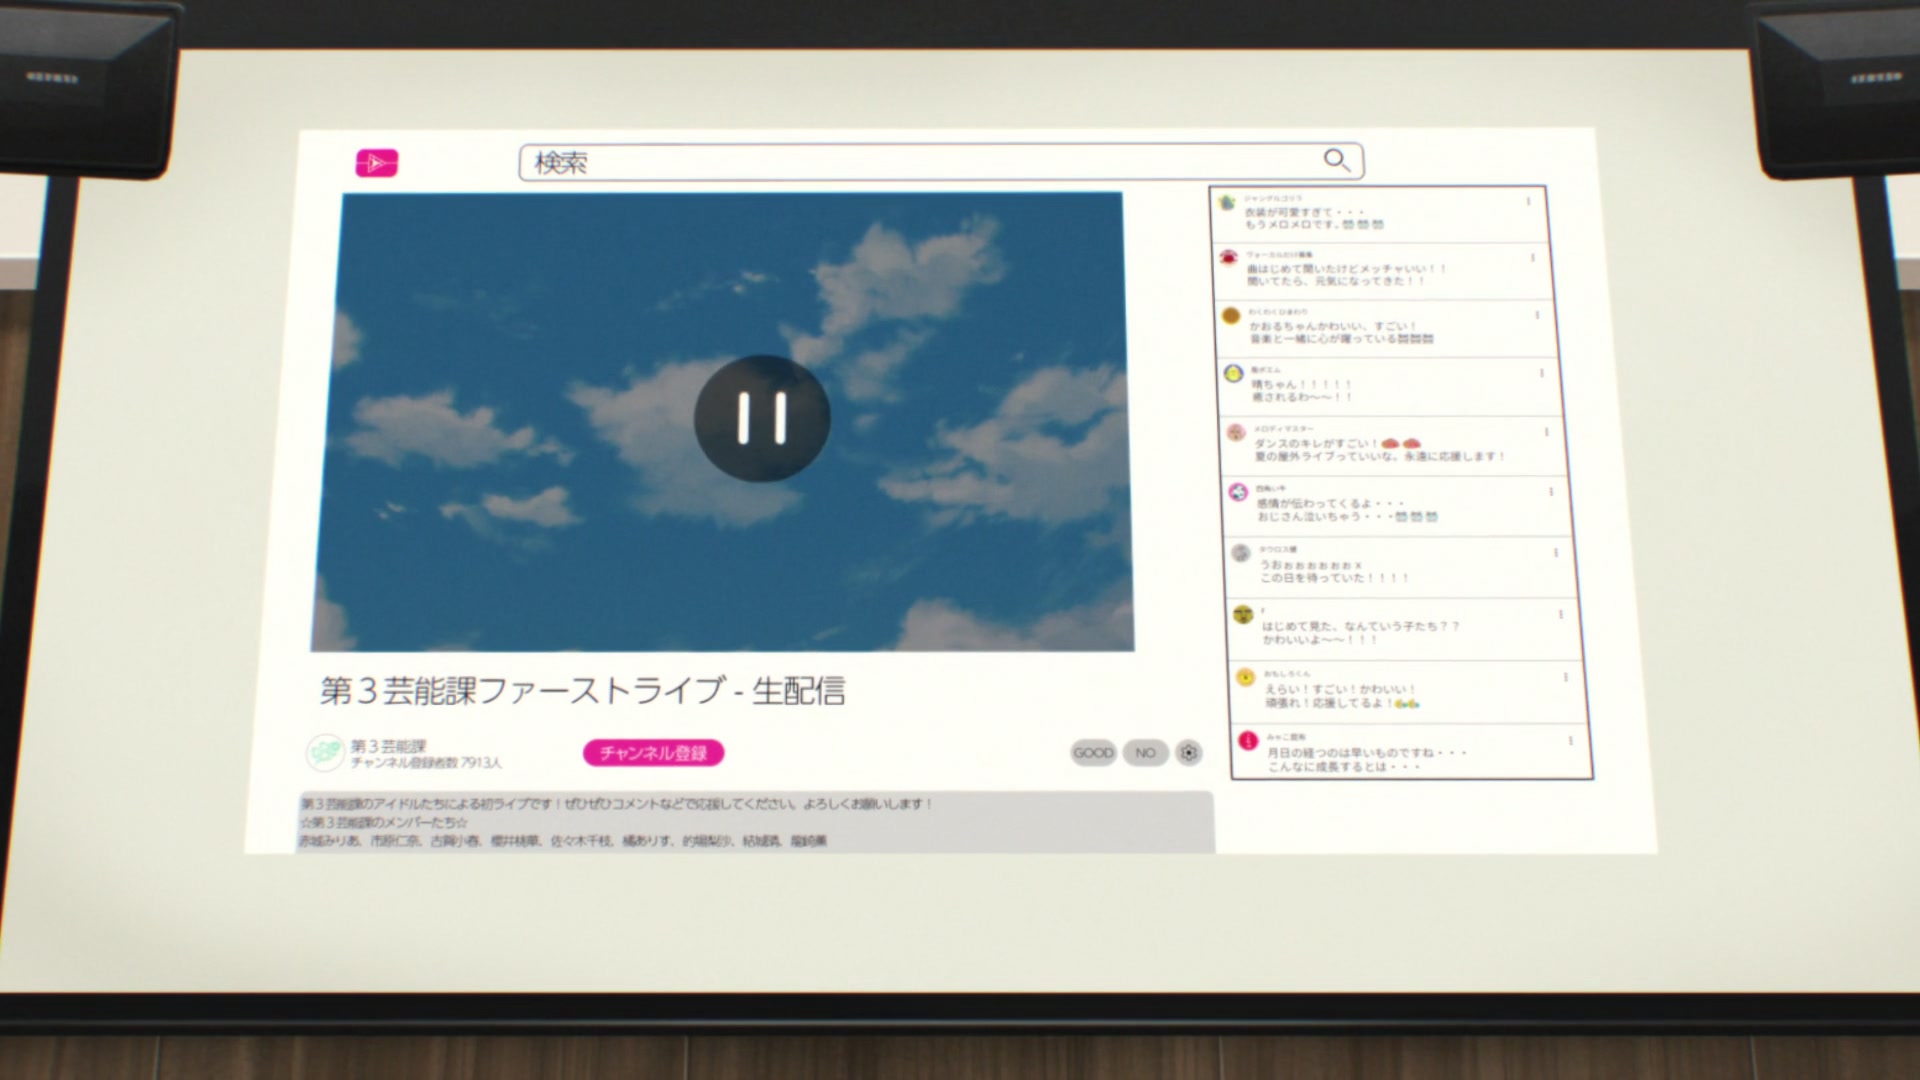 検索
第３芸能課ファーストライブ - 生配信
第３芸能課
チャンネル登録者数 7913人
チャンネル登録
GOOD
NO
第３芸能課のアイドルたちによる初ライブです！ぜひぜひコメントなどで応援してください。よろしくお願いします！
☆第３芸能課のメンバーたち☆
赤城みりあ、市原仁奈、古賀小春、櫻井桃華、佐々木千枝、橘ありす、的場梨沙、結城晴、龍崎薫
ジャングルゴリラ
衣装が可愛すぎて・・・
もうメロメロです。
曲はじめて聞いたけどメッチャいい！！
聞いてたら、元気になってきた！！
わくわくひまわり
かおるちゃんかわいい、すごい！
音楽と一緒に心が躍っている
晴ちゃん！！！！！
癒されるわ〜〜！！
メロディマスター
ダンスのキレがすごい！
夏の屋外ライブっていいな。永遠に応援します！
感情が伝わってくるよ・・・
おじさん泣いちゃう・・・
うおぉぉぉぉぉぉ x
この日を待っていた！！！！
r
はじめて見た、なんていう子たち？？
かわいいよ〜〜！！！
おもしろくん
えらい！すごい！かわいい！
頑張れ！応援してるよ！
月日の経つのは早いものですね・・・
こんなに成長するとは・・・